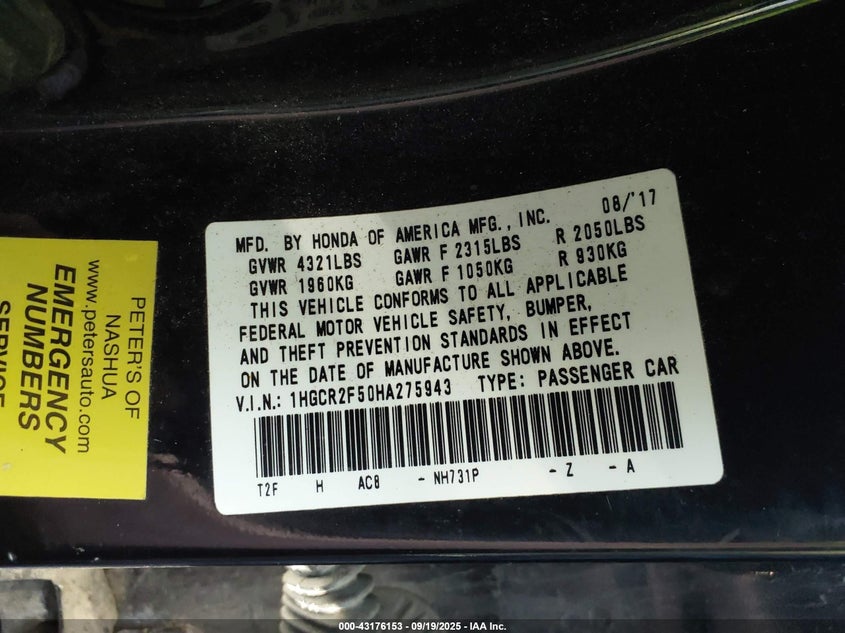 MFD. BY HONDA OF AMERICA MFG., INC. 08/'17
GVWR 4321LBS GAWR F 2315LBS R 2050LBS
GVWR 1960KG GAWR F 1050KG R 930KG
THIS VEHICLE CONFORMS TO ALL APPLICABLE
FEDERAL MOTOR VEHICLE SAFETY, BUMPER,
AND THEFT PREVENTION STANDARDS IN EFFECT
ON THE DATE OF MANUFACTURE SHOWN ABOVE.
V.I.N.: 1HGCR2F50HA275943 TYPE: PASSENGER CAR
T2F H AC8 - NH731P - Z - A
PETER'S OF
NASHUA
www.petersauto.com
EMERGENCY
NUMBERS
SERVICE
000-43176153 - 09/19/2025 - IAA Inc.